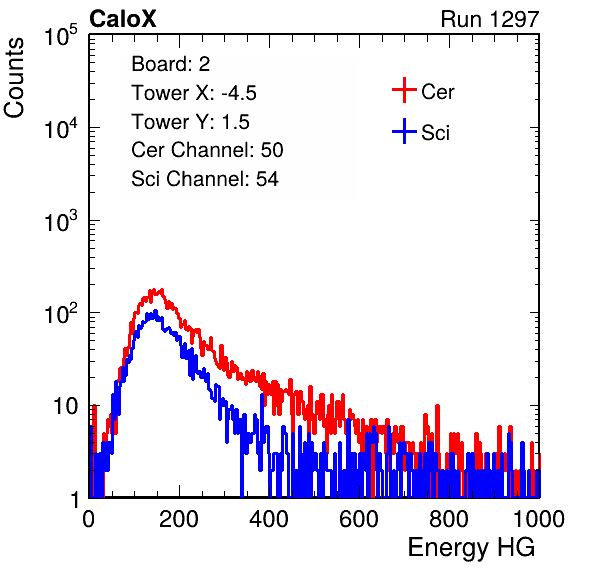 CaloX Run 1297
Counts
10^5
10^4
10^3
10^2
10
1
Board: 2
Tower X: -4.5
Tower Y: 1.5
Cer Channel: 50
Sci Channel: 54
Cer
Sci
0 200 400 600 800 1000
Energy HG